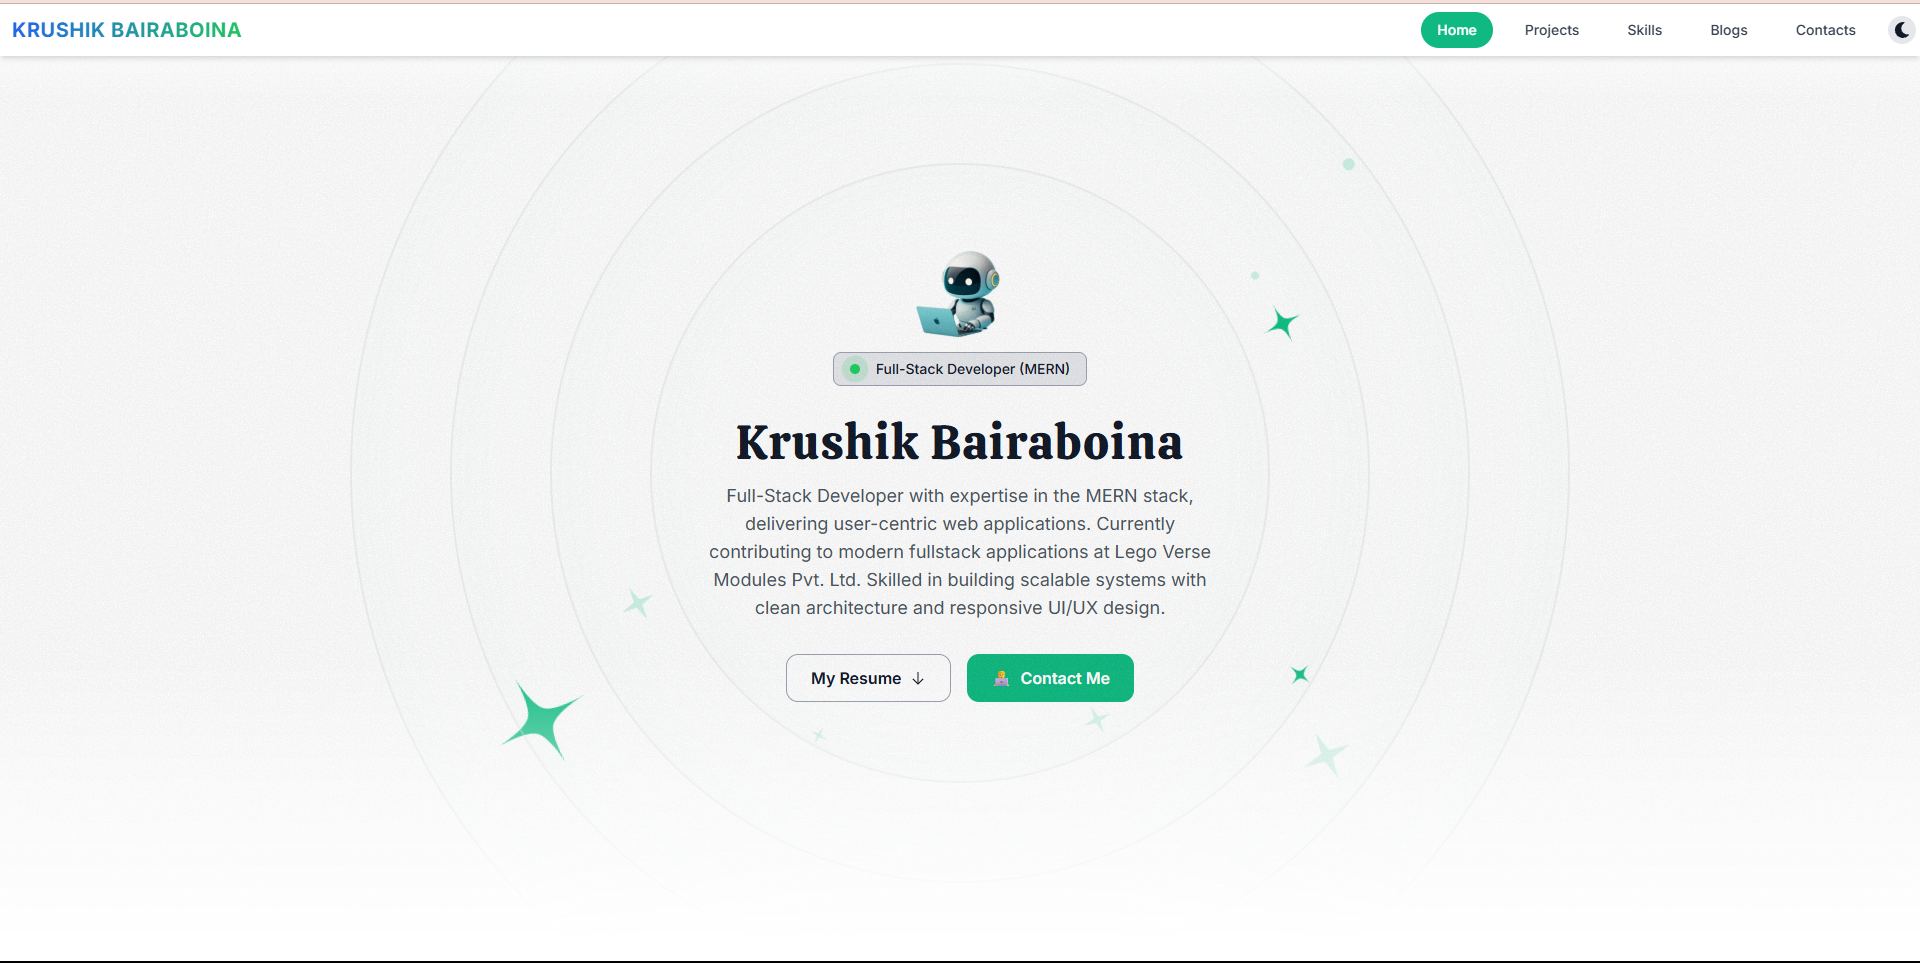 KRUSHIK BAIRABOINA
Home
Projects
Skills
Blogs
Contacts
Full-Stack Developer (MERN)
Krushik Bairaboina
Full-Stack Developer with expertise in the MERN stack,
delivering user-centric web applications. Currently
contributing to modern fullstack applications at Lego Verse
Modules Pvt. Ltd. Skilled in building scalable systems with
clean architecture and responsive UI/UX design.
My Resume ↓
Contact Me